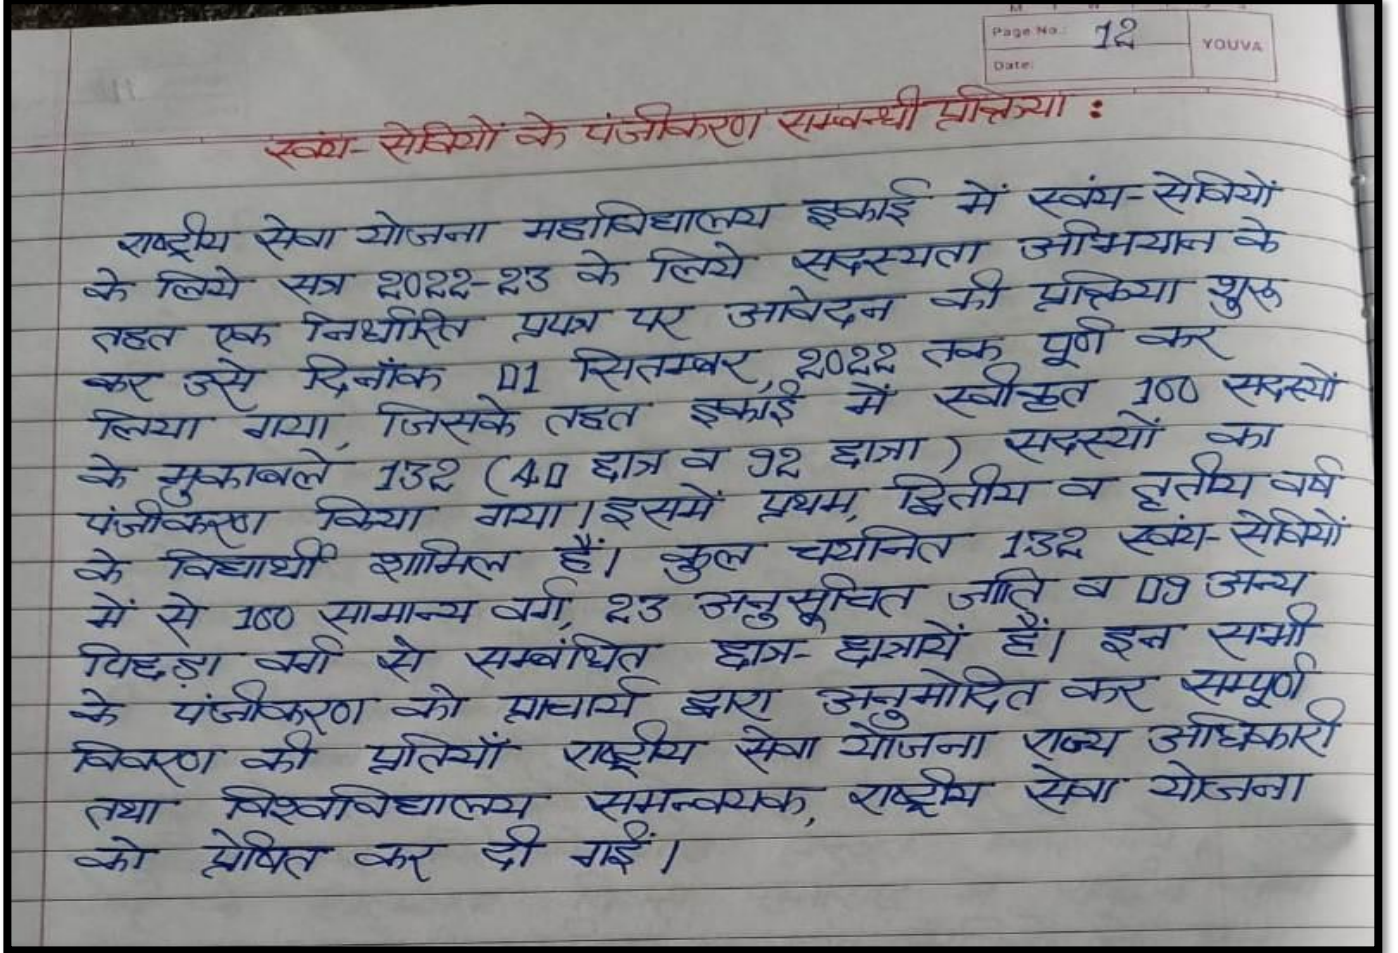 Page No.: 12
YOUVA
Date:
स्वंय-सेवियों के पंजीकरण सम्बन्धी प्रक्रिया :
राष्ट्रीय सेवा योजना महाविद्यालय इकाई में स्वंय-सेवियों
के लिये सत्र 2022-23 के लिये सदस्यता अभियान के
तहत एक निर्धारित प्रपत्र पर आवेदन की प्रक्रिया शुरू
कर उसे दिनाँक 01 सितम्बर, 2022 तक पूर्ण कर
लिया गया, जिसके तहत इकाई में स्वीकृत 100 सदस्यों
के मुकाबले 132 (40 छात्र व 92 छात्रा) सदस्यों का
पंजीकरण किया गया। इसमें प्रथम, द्वितीय व तृतीय वर्ष
के विद्यार्थी शामिल हैं। कुल चयनित 132 स्वंय-सेवियों
में से 100 सामान्य वर्ग, 23 अनुसूचित जाति व 09 अन्य
पिछड़ा वर्ग से सम्बंधित छात्र-छात्रायें हैं। इन सभी
के पंजीकरण को प्राचार्य द्वारा अनुमोदित कर सम्पूर्ण
विवरण की प्रतियाँ राष्ट्रीय सेवा योजना राज्य अधिकारी
तथा विश्वविद्यालय समन्वयक, राष्ट्रीय सेवा योजना
को प्रेषित कर दी गई।